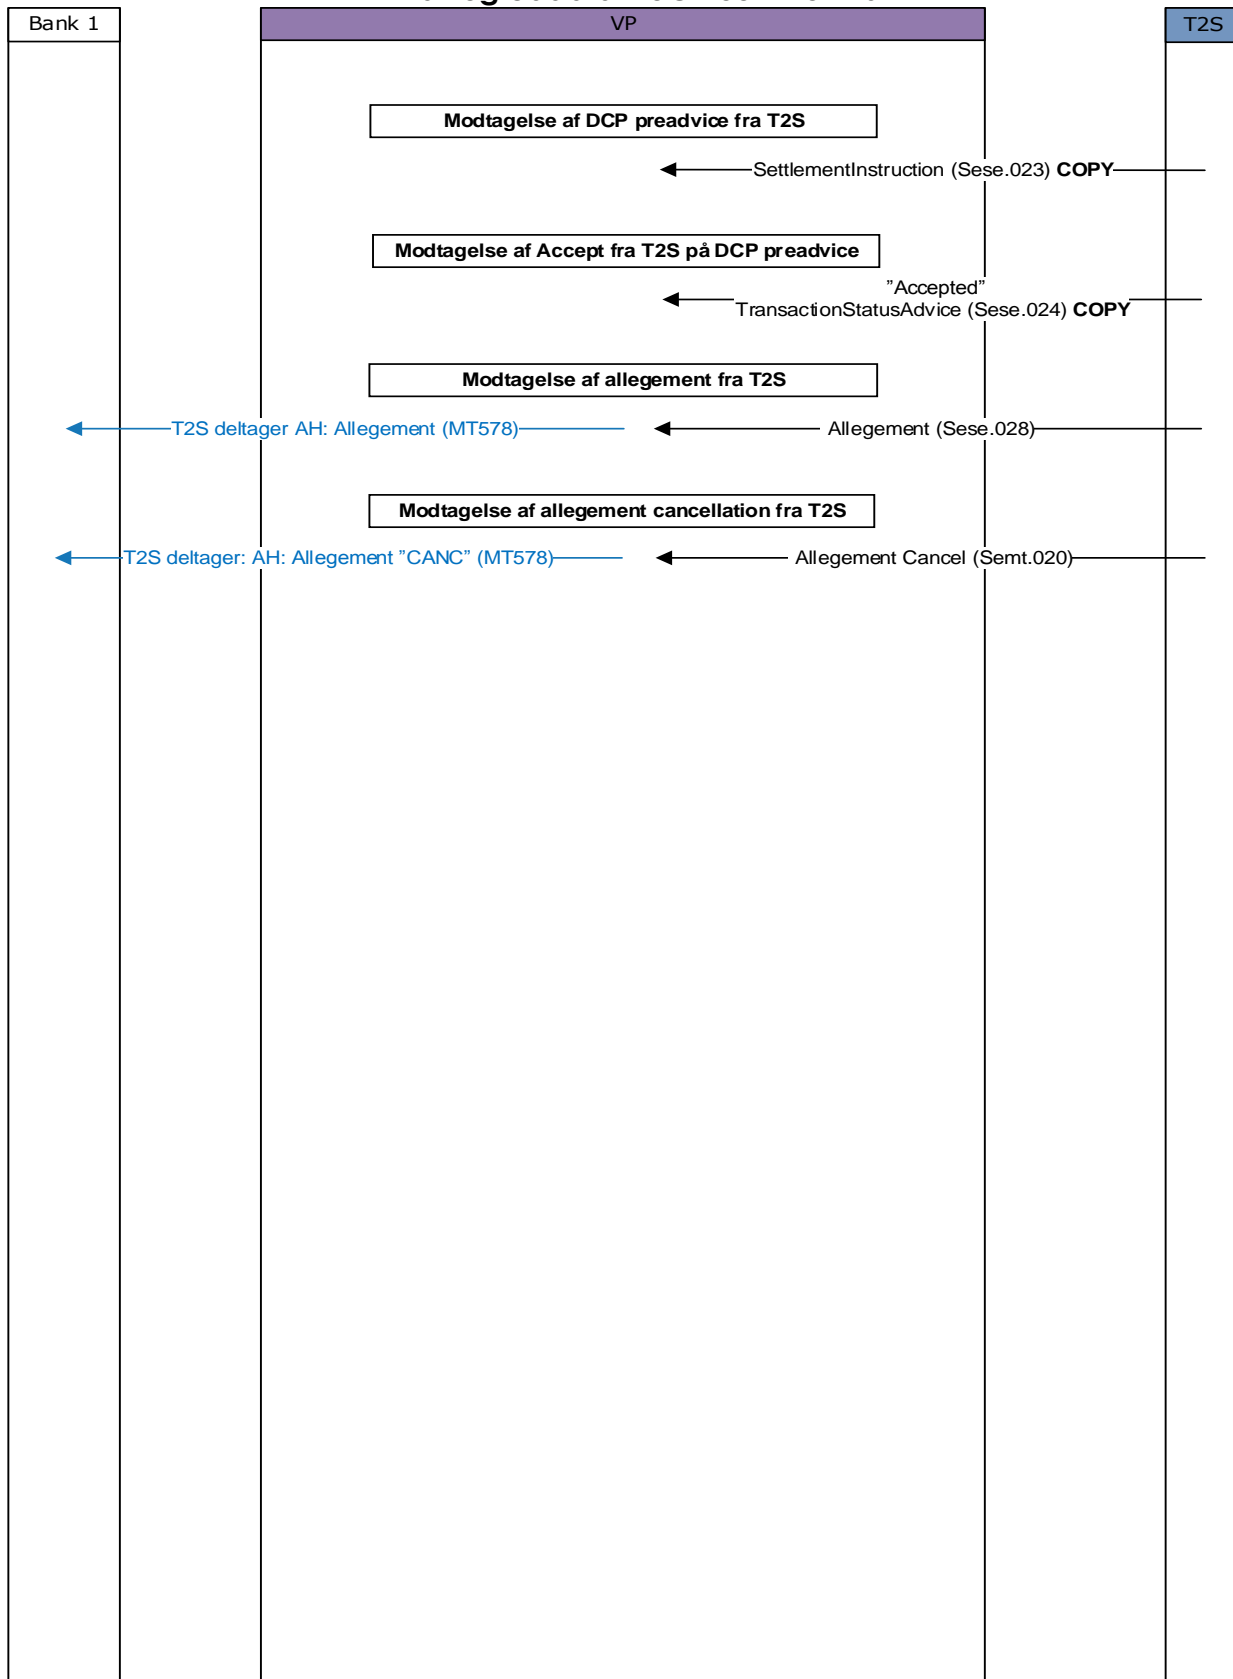 Bank 1
VP
T2S
Modtagelse af DCP preadvice fra T2S
SettlementInstruction (Sese.023) COPY
Modtagelse af Accept fra T2S på DCP preadvice
”Accepted”
TransactionStatusAdvice (Sese.024) COPY
Modtagelse af allegement fra T2S
T2S deltager AH: Allegement (MT578)
Allegement (Sese.028)
Modtagelse af allegement cancellation fra T2S
T2S deltager: AH: Allegement ”CANC” (MT578)
Allegement Cancel (Semt.020)